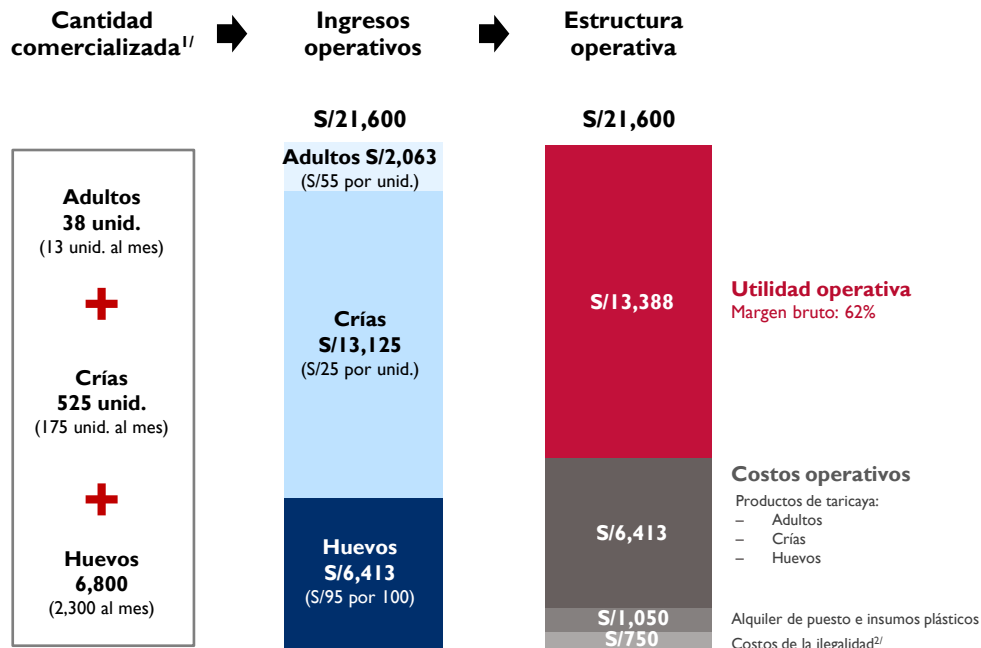 Cantidad
comercializada1/
Ingresos
operativos
Estructura
operativa
S/21,600
S/21,600
Adultos
38 unid.
(13 unid. al mes)
+
Crías
525 unid.
(175 unid. al mes)
+
Huevos
6,800
(2,300 al mes)
Adultos S/2,063
(S/55 por unid.)
Crías
S/13,125
(S/25 por unid.)
Huevos
S/6,413
(S/95 por 100)
S/13,388
S/6,413
S/1,050
S/750
Utilidad operativa
Margen bruto: 62%
Costos operativos
Productos de taricaya:
– Adultos
– Crías
– Huevos
Alquiler de puesto e insumos plásticos
Costos de la ilegalidad2/